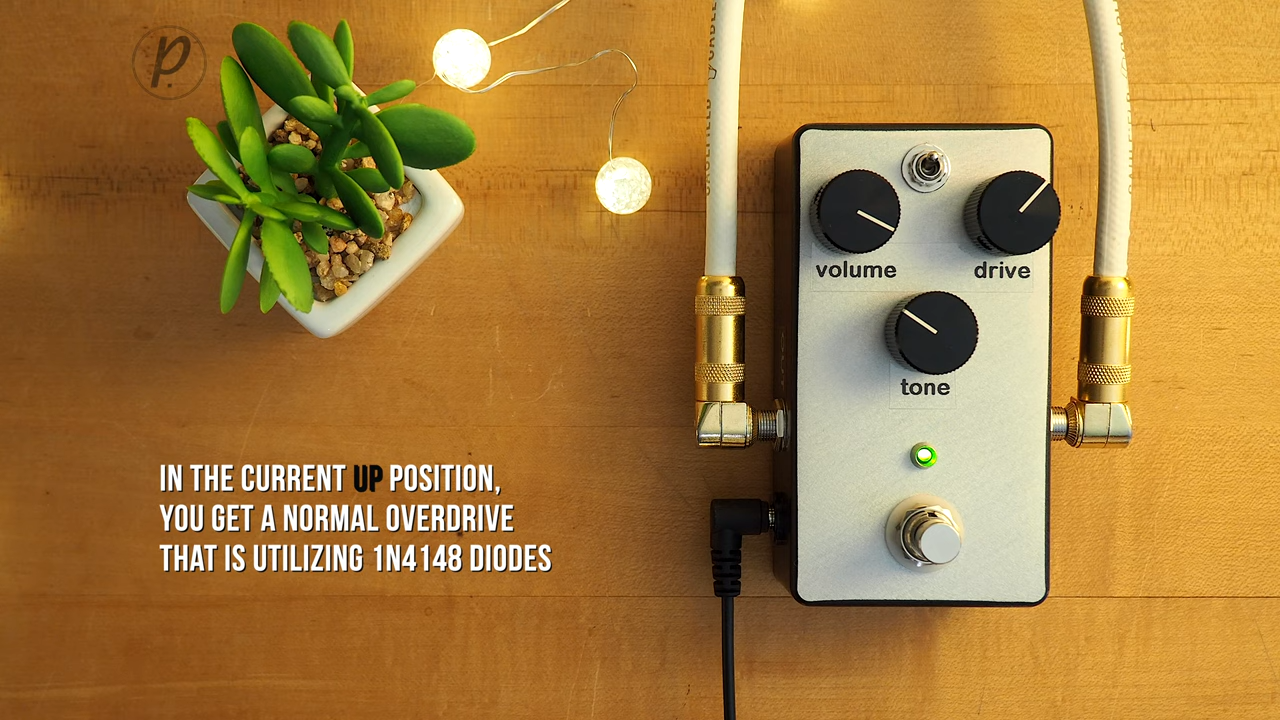 p
volume
drive
tone
IN THE CURRENT UP POSITION,
YOU GET A NORMAL OVERDRIVE
THAT IS UTILIZING 1N4148 DIODES